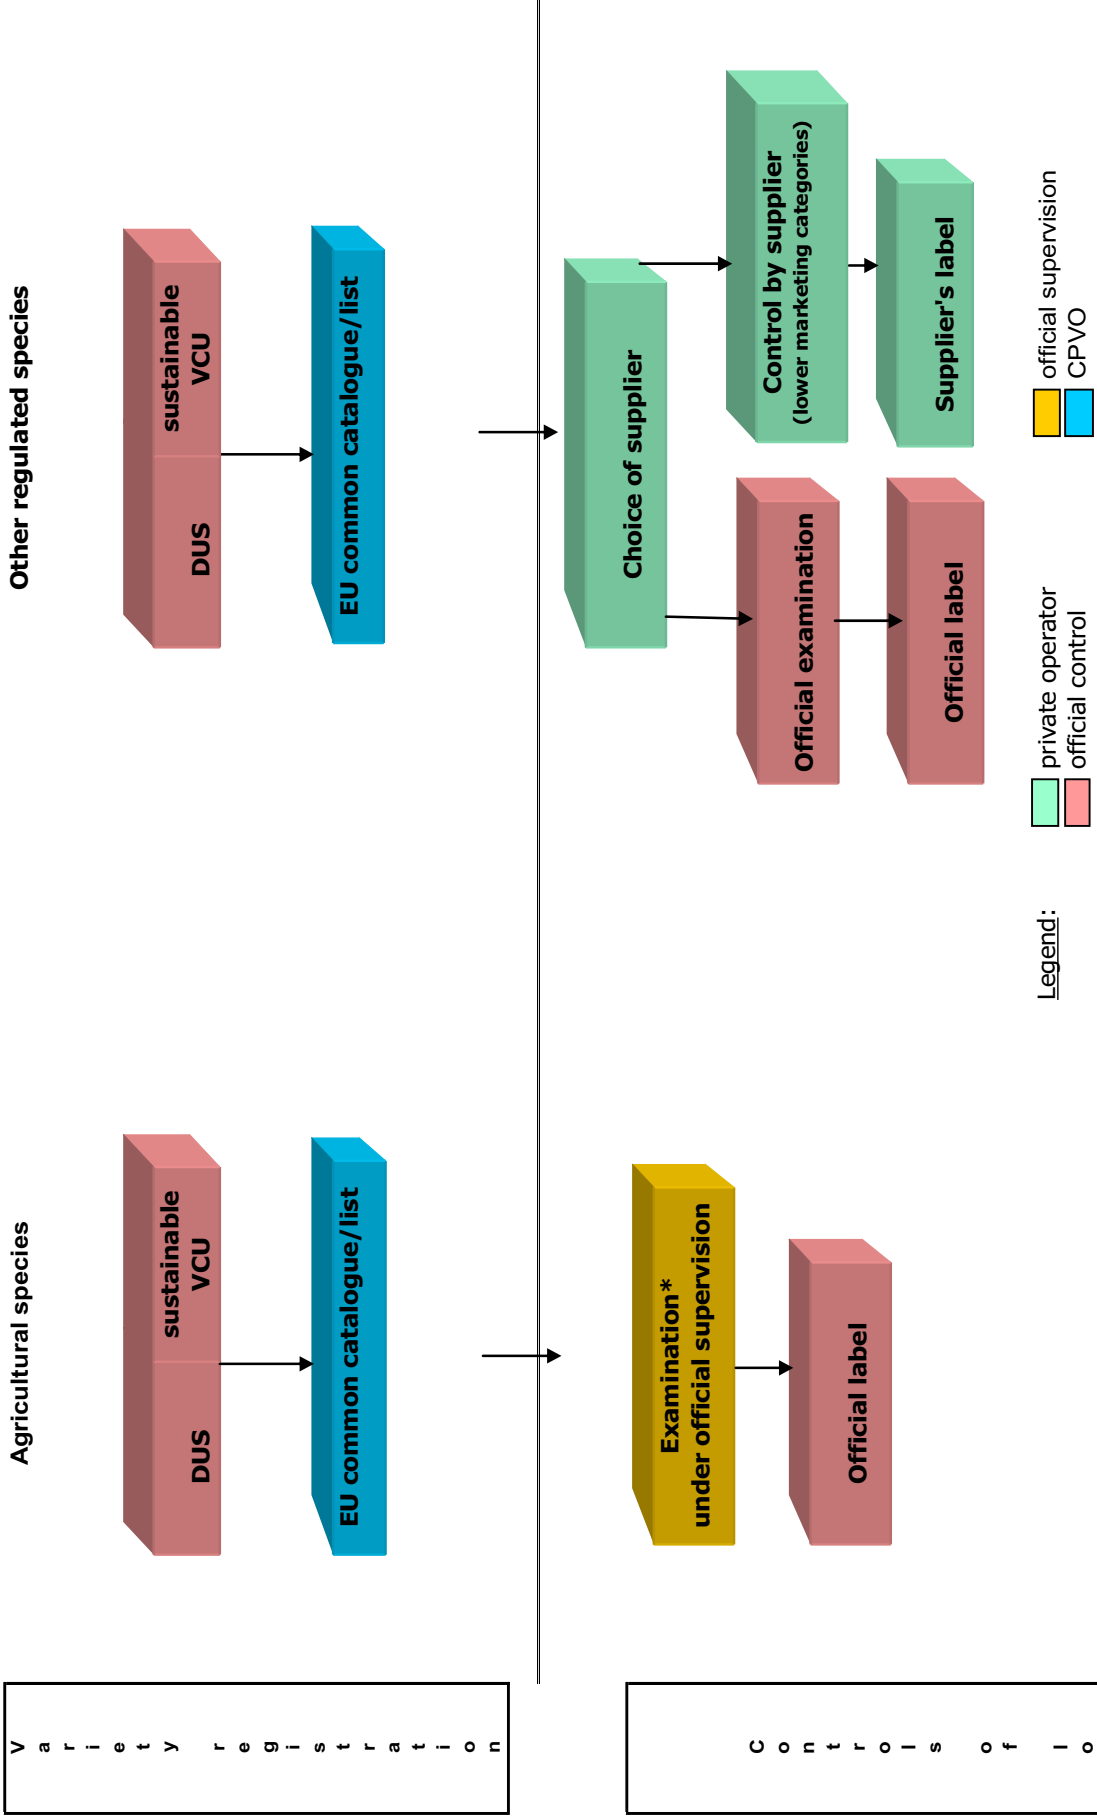 Agricultural species
Other regulated species
Variety registration
DUS
sustainable
VCU
DUS
sustainable
VCU
EU common catalogue/list
EU common catalogue/list
Controls of lo
Examination*
under official supervision
Official label
Choice of supplier
Official examination
Official label
Control by supplier
(lower marketing categories)
Supplier's label
Legend:
private operator
official control
official supervision
CPVO